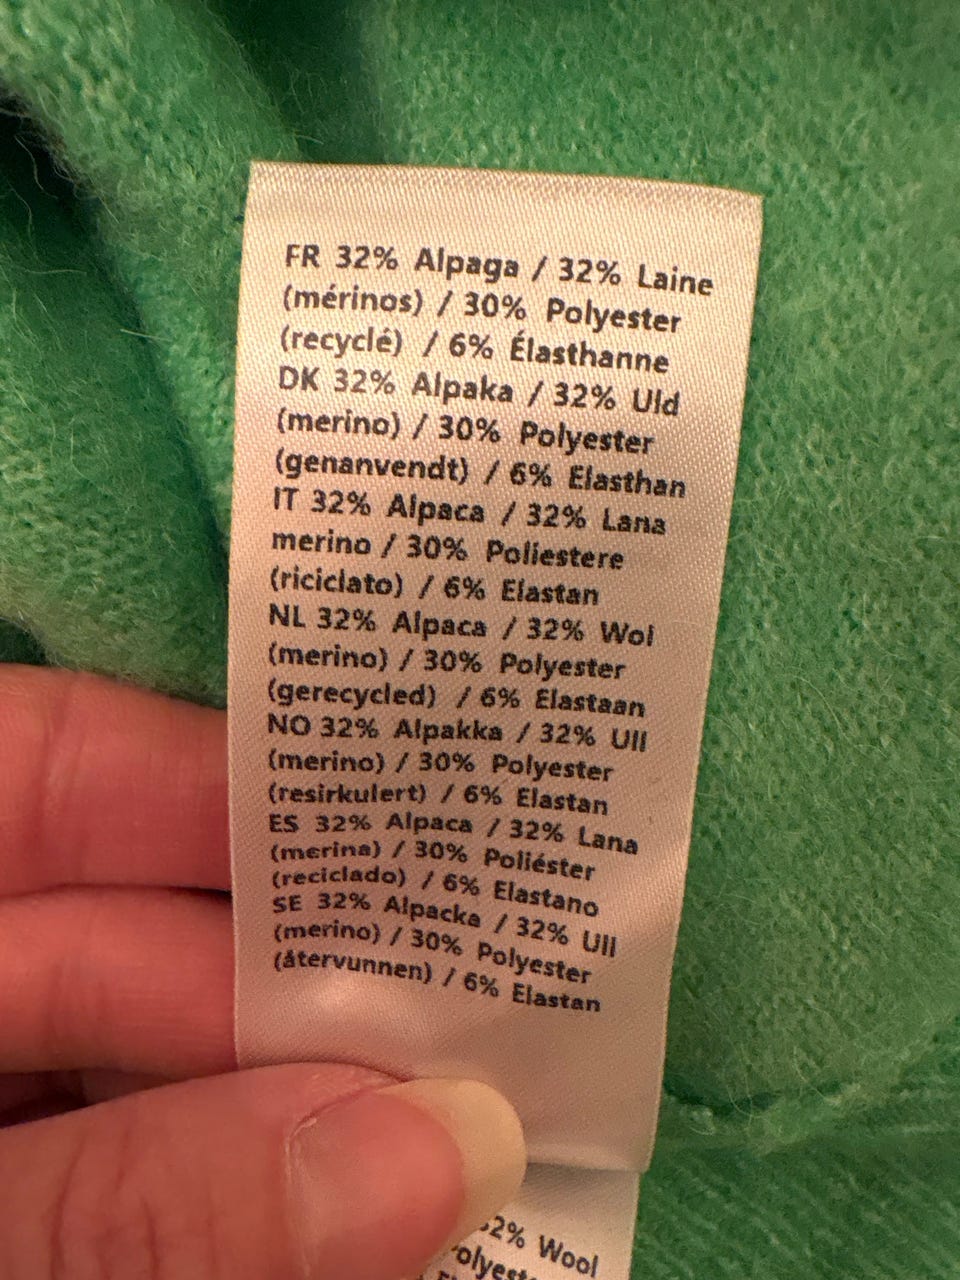 FR 32% Alpaga / 32% Laine
(mérinos) / 30% Polyester
(recyclé) / 6% Élasthanne
DK 32% Alpaka / 32% Uld
(merino) / 30% Polyester
(genanvendt) / 6% Elasthan
IT 32% Alpaca / 32% Lana
merino / 30% Poliestere
(riciclato) / 6% Elastan
NL 32% Alpaca / 32% Wol
(merino) / 30% Polyester
(gerecycled) / 6% Elastaan
NO 32% Alpakka / 32% Ull
(merino) / 30% Polyester
(resirkulert) / 6% Elastan
ES 32% Alpaca / 32% Lana
(merina) / 30% Poliéster
(reciclado) / 6% Elastano
SE 32% Alpacka / 32% Ull
(merino) / 30% Polyester
(återvunnen) / 6% Elastan
Wool